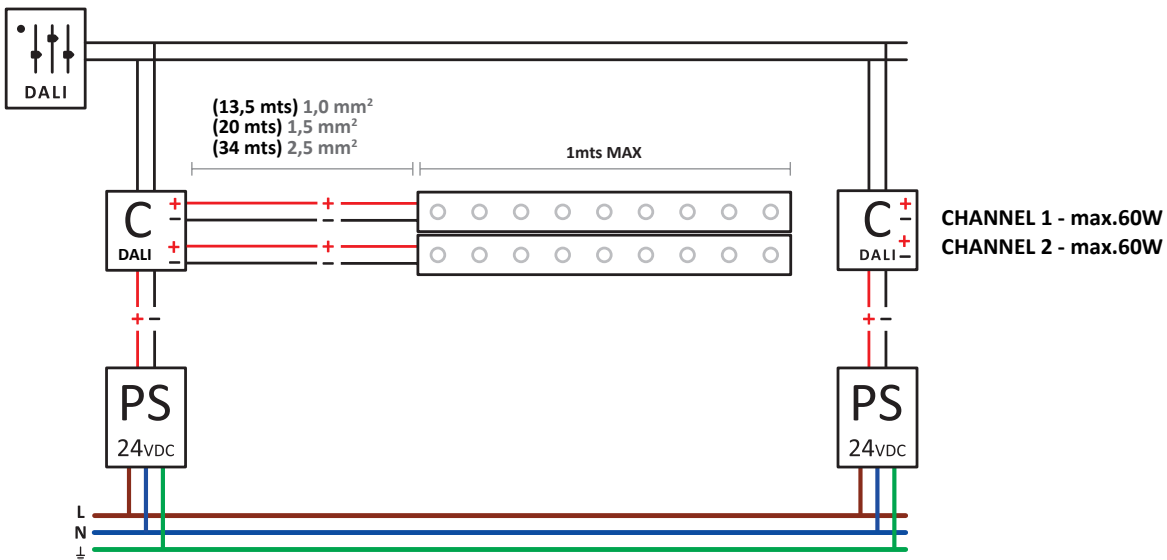 DALI
(13,5 mts) 1,0 mm²
(20 mts) 1,5 mm²
(34 mts) 2,5 mm²
1mts MAX
C
DALI
+
–
+
–
+
–
+
–
C
DALI
+
–
+
–
CHANNEL 1 - max.60W
CHANNEL 2 - max.60W
+ –
+ –
PS
24VDC
PS
24VDC
L
N
⏚